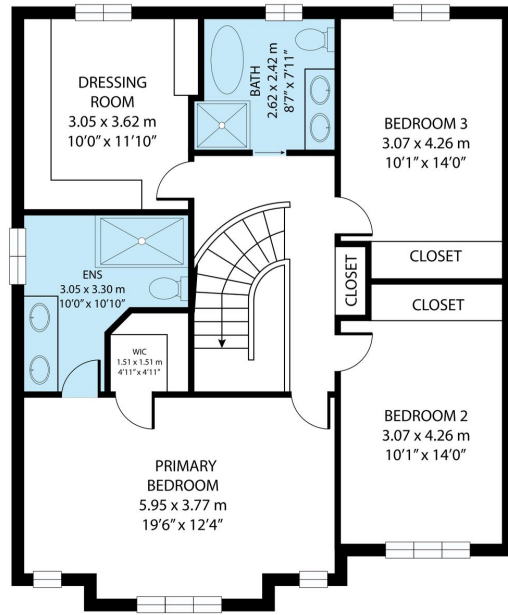 DRESSING
ROOM
3.05 x 3.62 m
10'0" x 11'10"
BATH
2.62 x 2.42 m
8'7" x 7'11"
BEDROOM 3
3.07 x 4.26 m
10'1" x 14'0"
CLOSET
CLOSET
CLOSET
ENS
3.05 x 3.30 m
10'0" x 10'10"
WIC
1.51 x 1.51 m
4'11" x 4'11"
BEDROOM 2
3.07 x 4.26 m
10'1" x 14'0"
PRIMARY
BEDROOM
5.95 x 3.77 m
19'6" x 12'4"